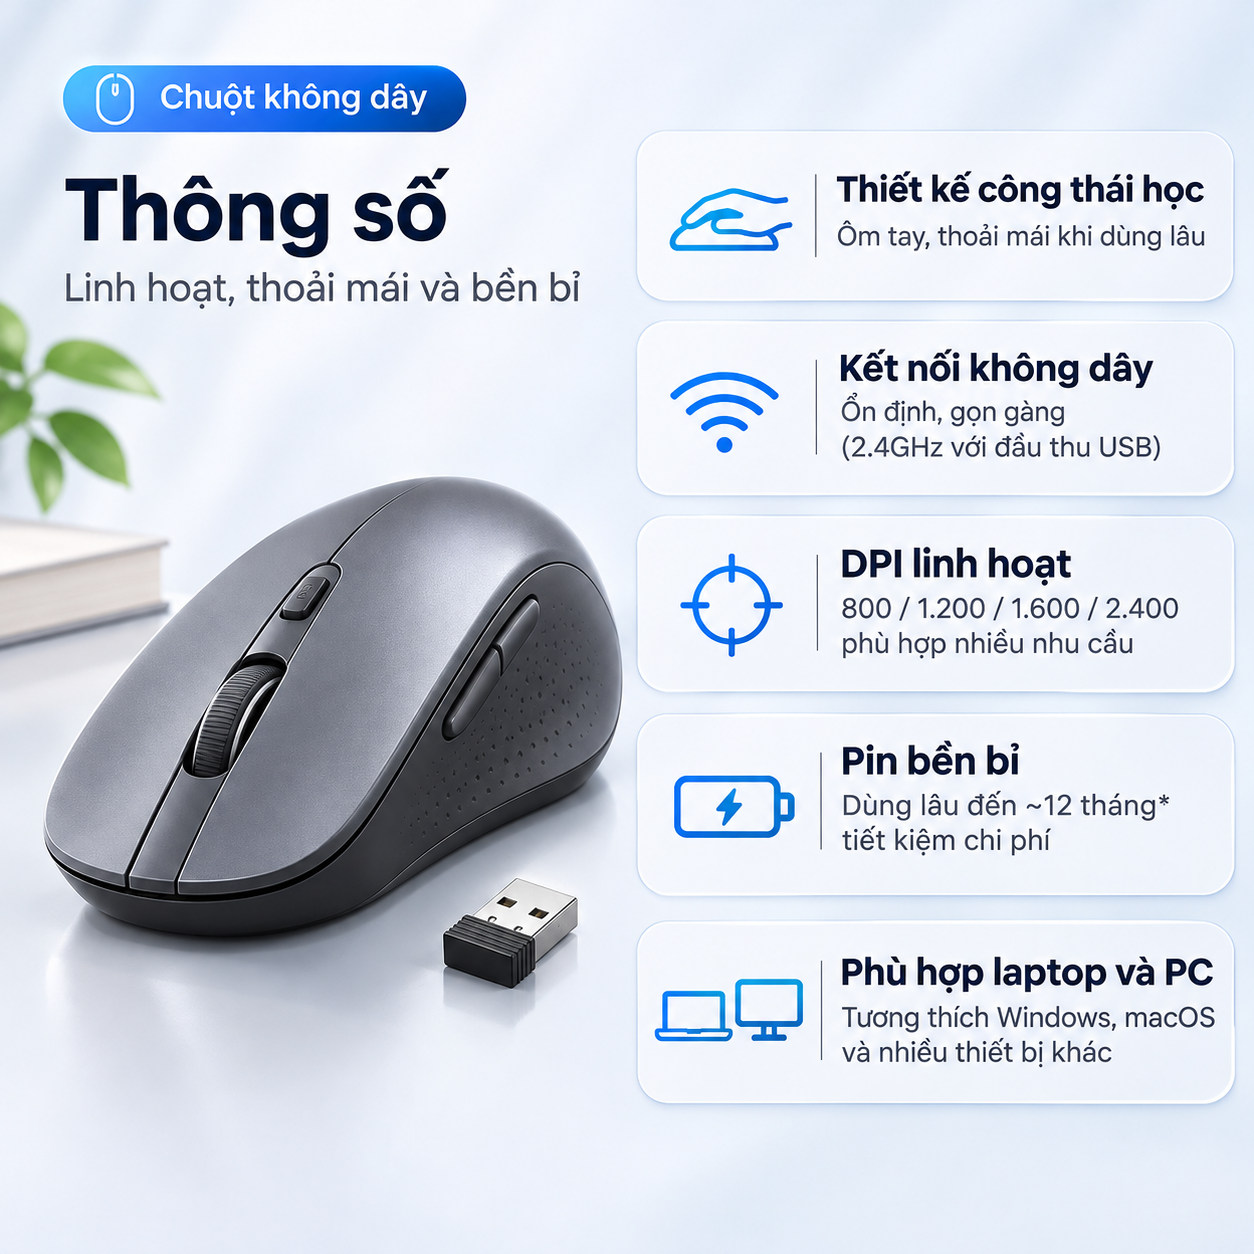 Chuột không dây
Thông số
Linh hoạt, thoải mái và bền bỉ
Thiết kế công thái học
Ôm tay, thoải mái khi dùng lâu
Kết nối không dây
Ổn định, gọn gàng
(2.4GHz với đầu thu USB)
DPI linh hoạt
800 / 1.200 / 1.600 / 2.400
phù hợp nhiều nhu cầu
Pin bền bỉ
Dùng lâu đến ~12 tháng*
tiết kiệm chi phí
Phù hợp laptop và PC
Tương thích Windows, macOS
và nhiều thiết bị khác